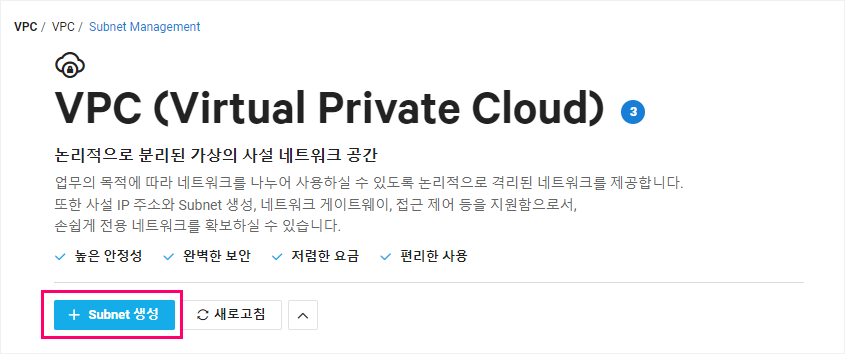 VPC / VPC / Subnet Management
VPC (Virtual Private Cloud) 3
논리적으로 분리된 가상의 사설 네트워크 공간
업무의 목적에 따라 네트워크를 나누어 사용하실 수 있도록 논리적으로 격리된 네트워크를 제공합니다.
또한 사설 IP 주소와 Subnet 생성, 네트워크 게이트웨이, 접근 제어 등을 지원함으로서,
손쉽게 전용 네트워크를 확보하실 수 있습니다.
높은 안정성 완벽한 보안 저렴한 요금 편리한 사용
+ Subnet 생성 새로고침